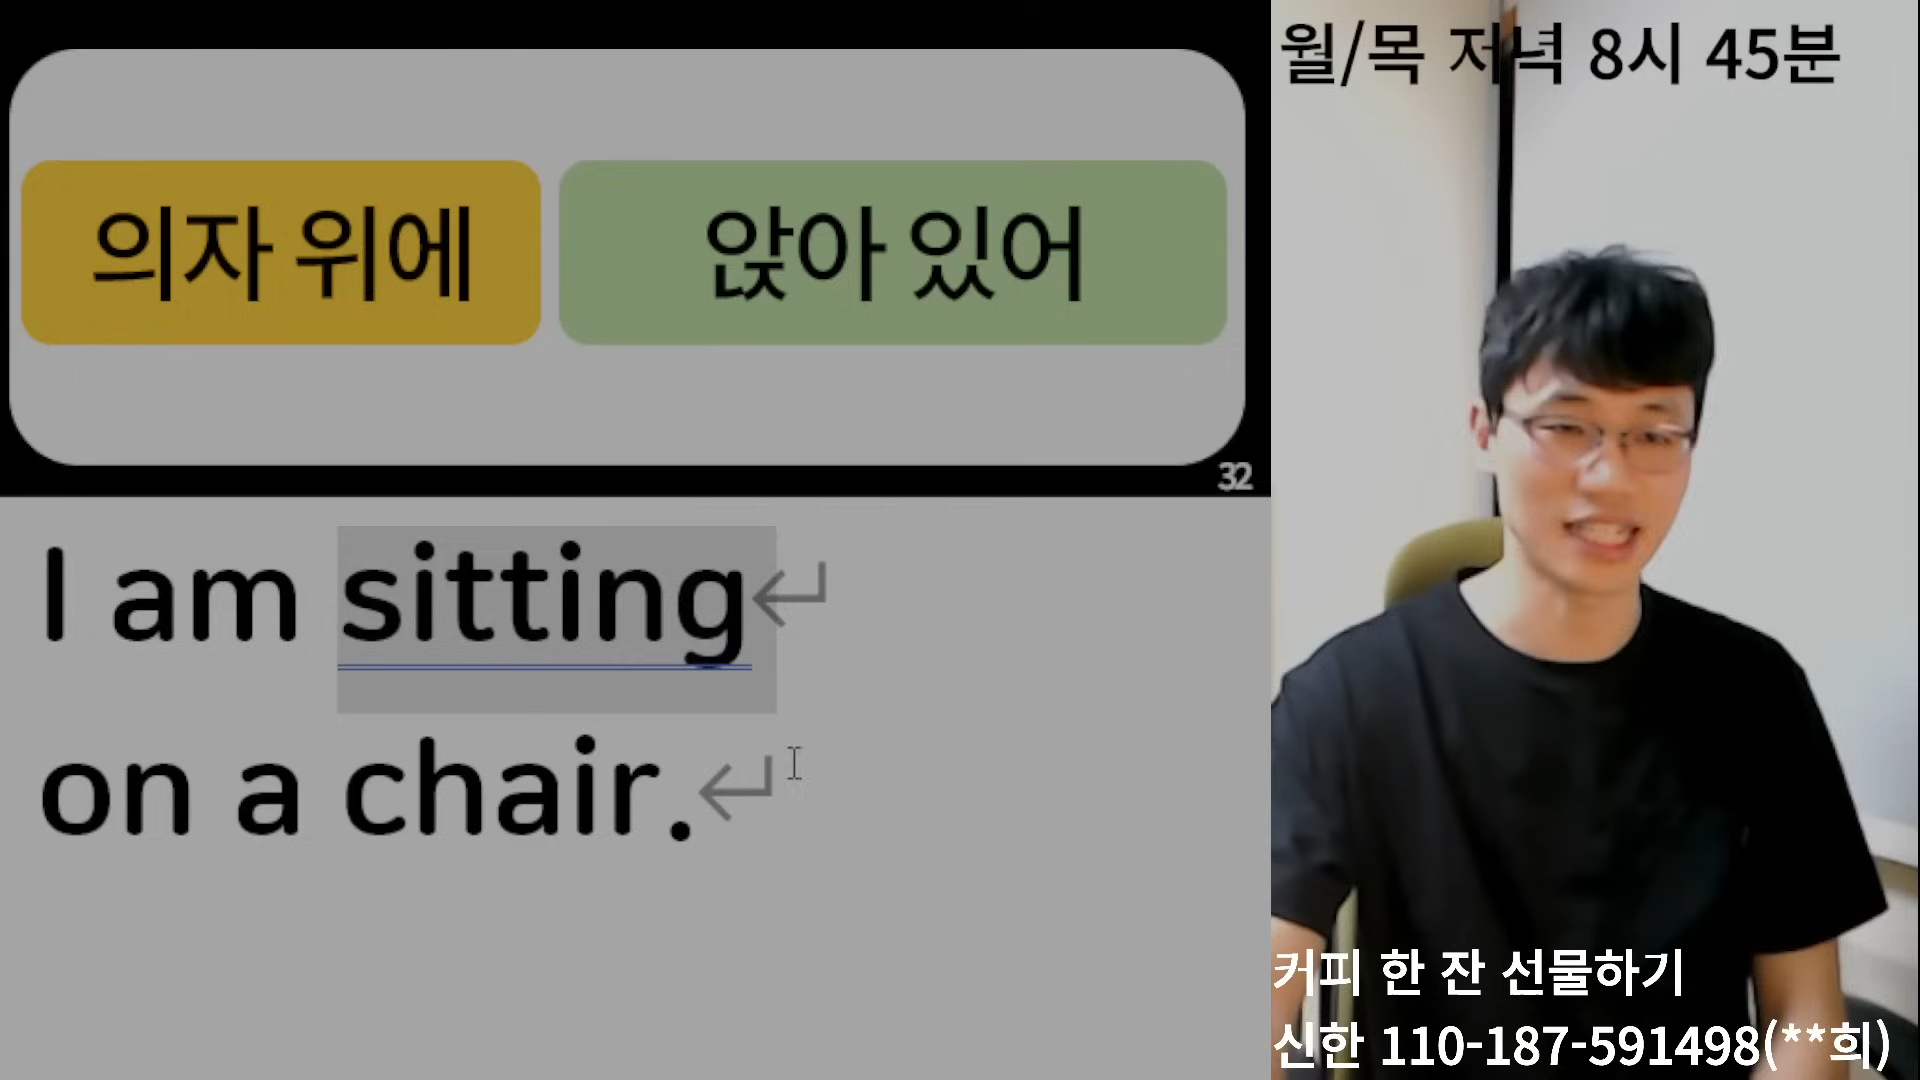 월/목 저녁 8시 45분
의자 위에
앉아 있어
32
I am sitting
on a chair.
커피 한 잔 선물하기
신한 110-187-591498(**희)